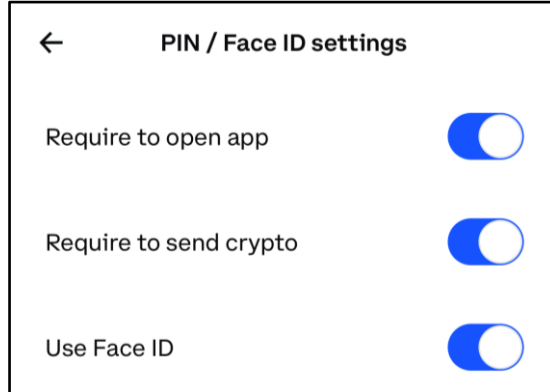 PIN / Face ID settings
Require to open app
Require to send crypto
Use Face ID